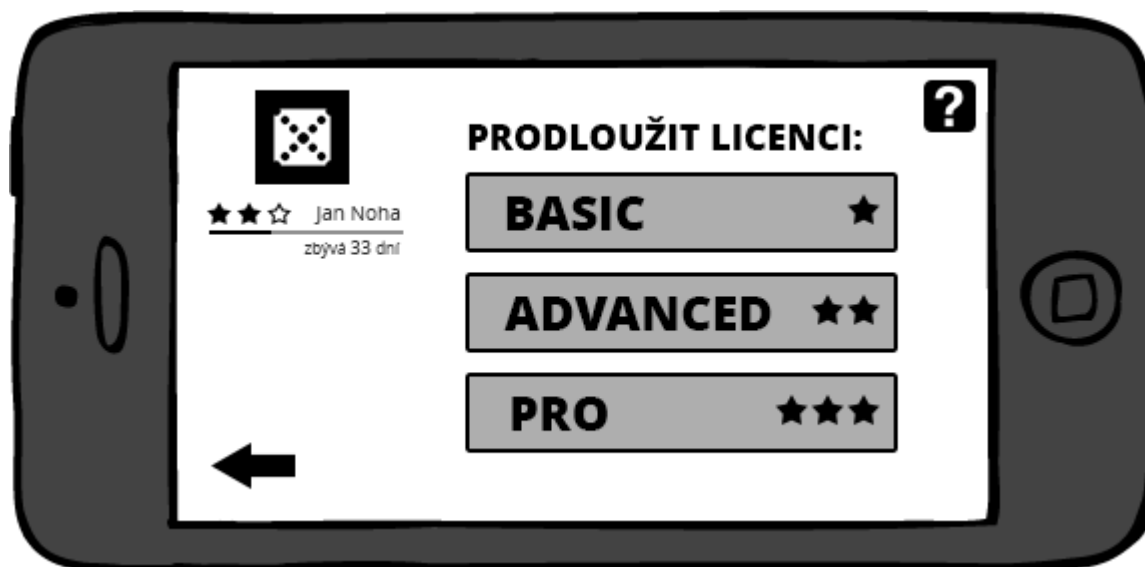 Jan Noha
zbývá 33 dní
?
PRODLOUŽIT LICENCI:
BASIC
ADVANCED
PRO